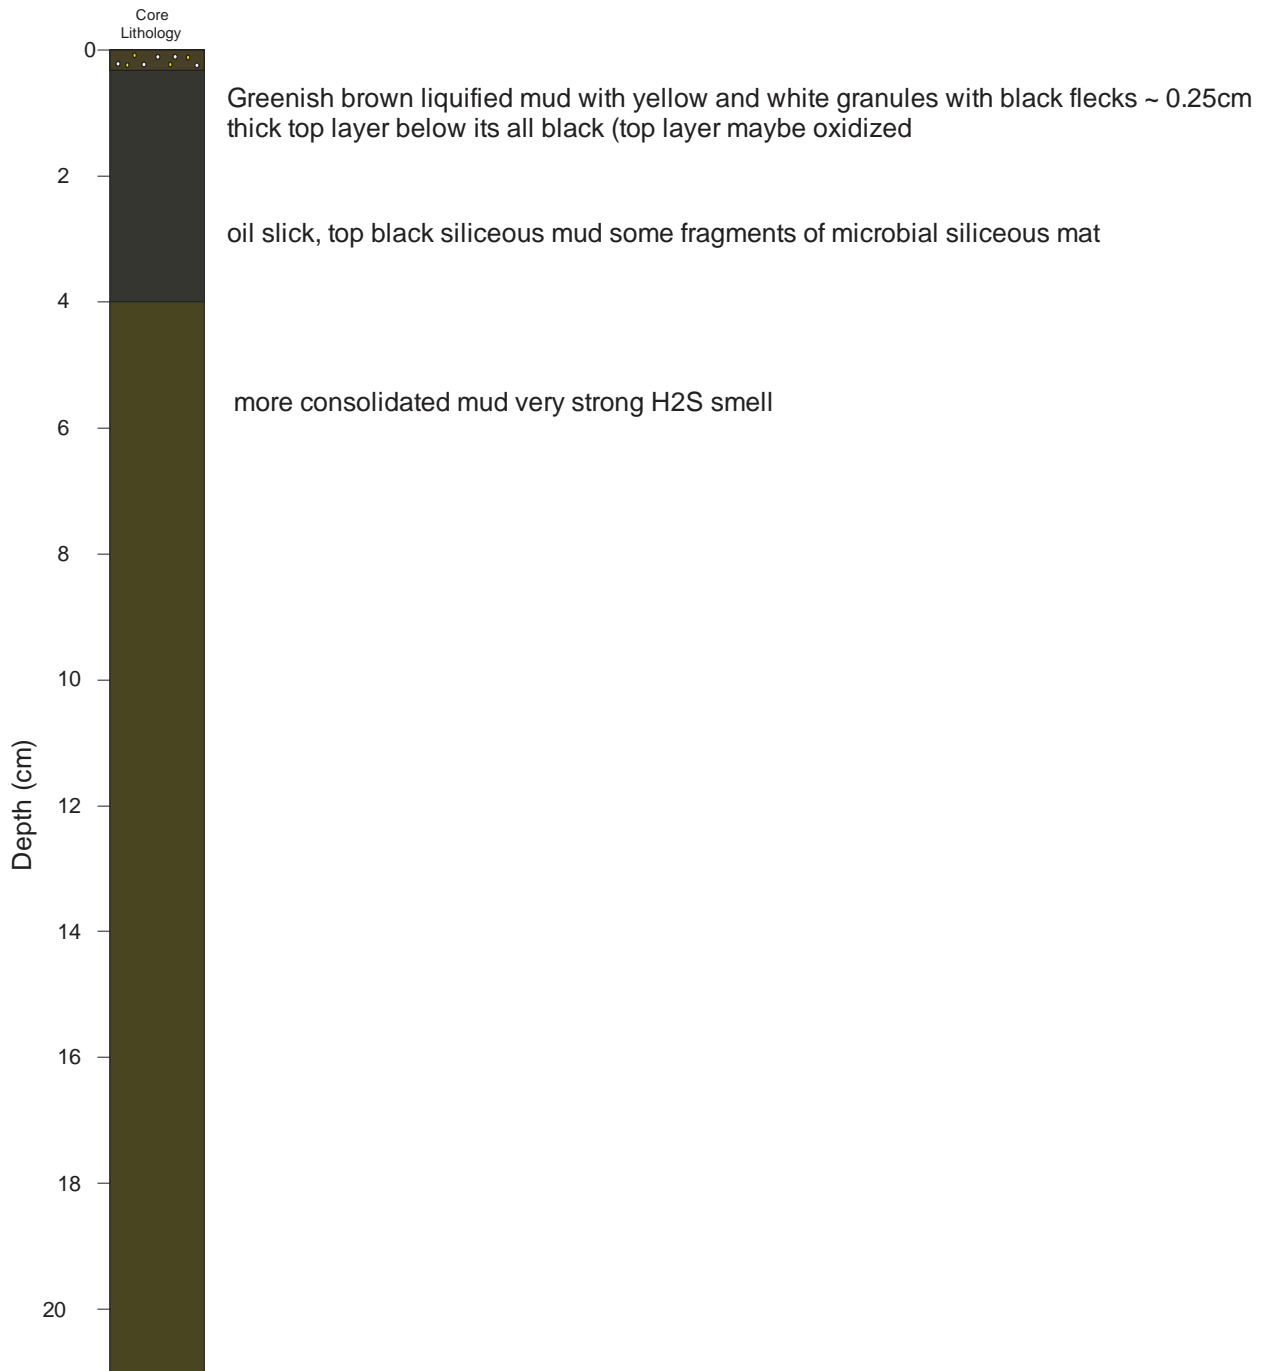 Core
Lithology
0
Greenish brown liquified mud with yellow and white granules with black flecks ~ 0.25cm
thick top layer below its all black (top layer maybe oxidized
2
oil slick, top black siliceous mud some fragments of microbial siliceous mat
4
more consolidated mud very strong H2S smell
6
8
10
Depth (cm)
12
14
16
18
20